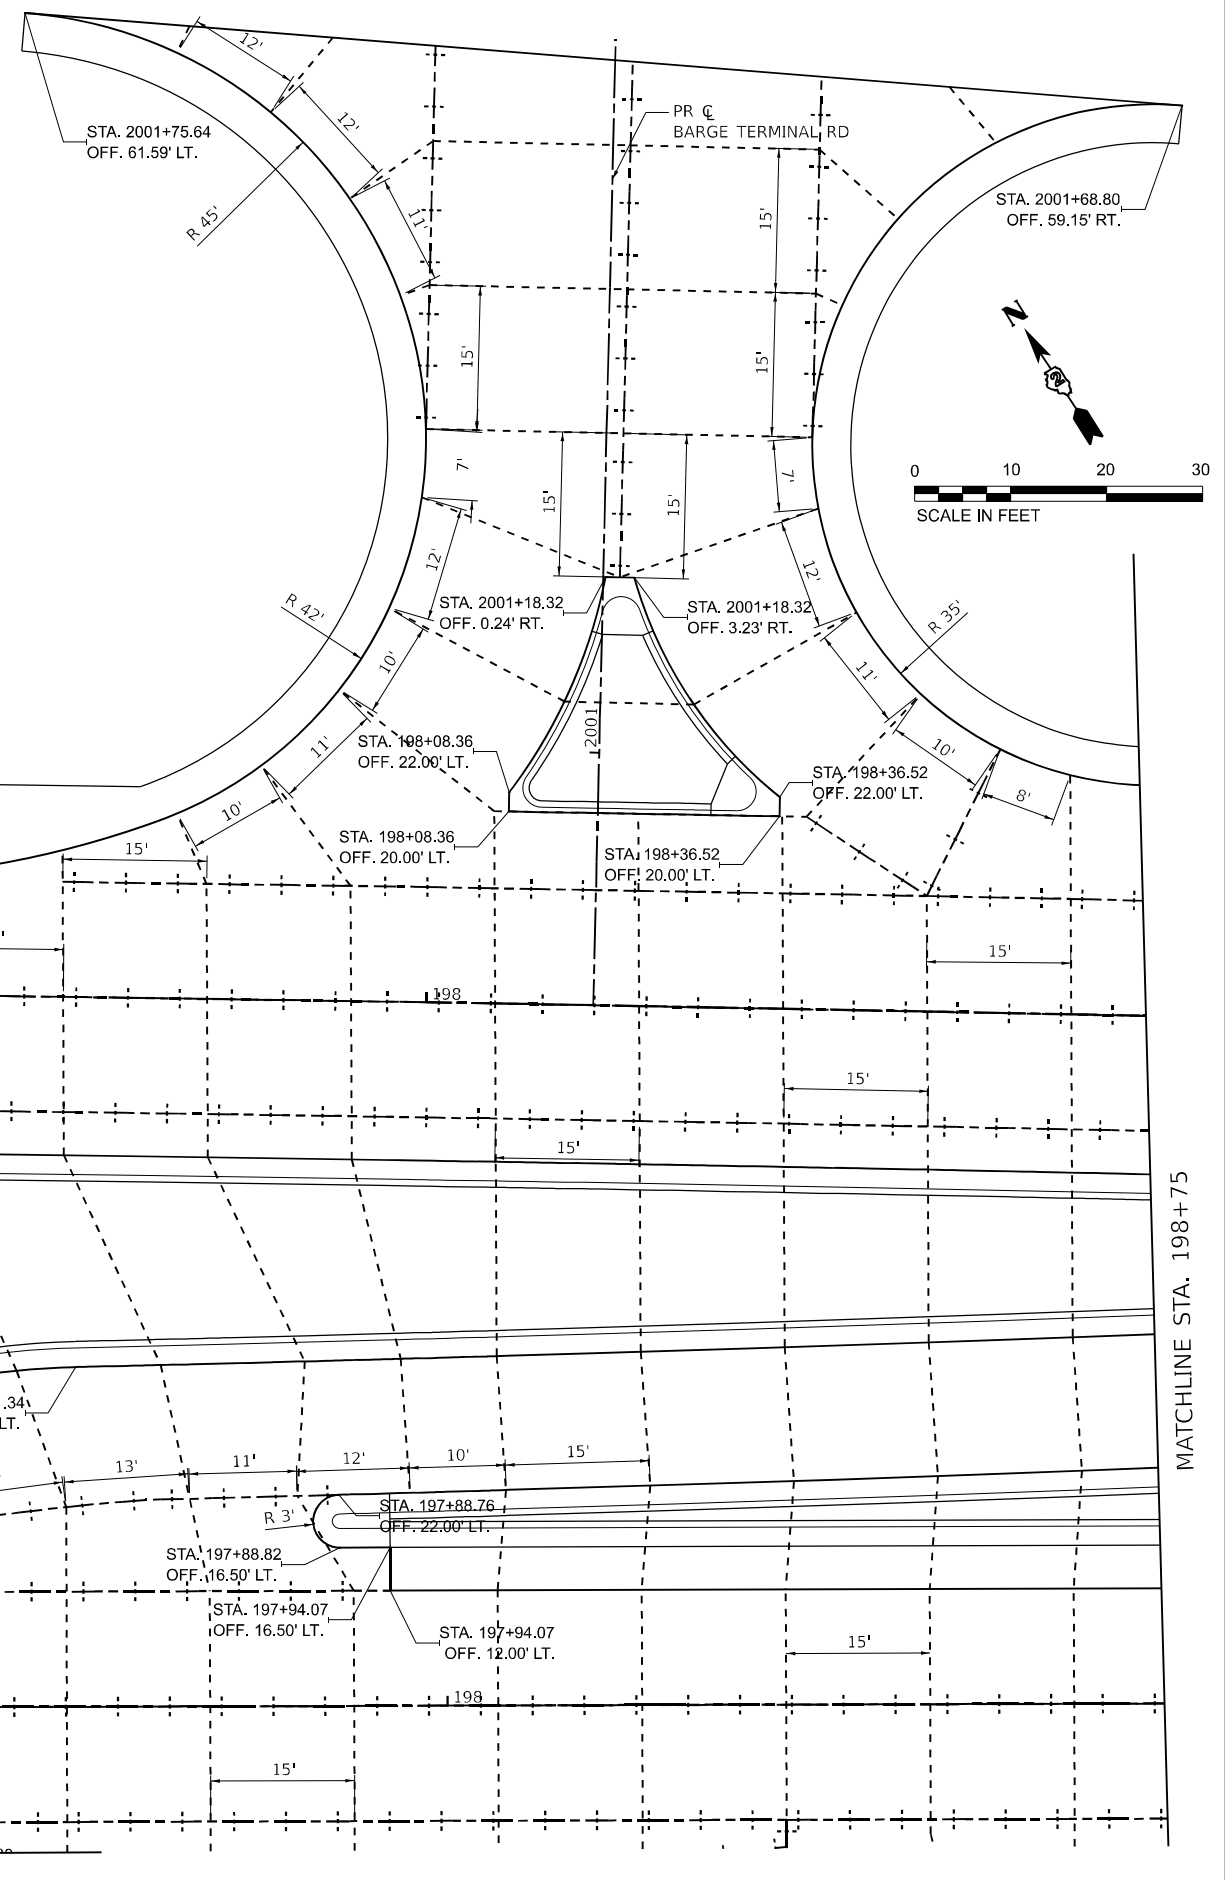 12'
STA. 2001+75.64
OFF. 61.59' LT.
12'
PR ℄
BARGE TERMINAL RD
R 45'
11'
15'
STA. 2001+68.80
OFF. 59.15' RT.
N
2
15'
15'
7'
15'
15'
7'
0 10 20 30
SCALE IN FEET
12'
12'
R 42'
STA. 2001+18.32
OFF. 0.24' RT.
STA. 2001+18.32
OFF. 3.23' RT.
R 35'
10'
11'
2001
11'
STA. 198+08.36
OFF. 22.00' LT.
10'
STA. 198+36.52
OFF. 22.00' LT.
8'
10'
STA. 198+08.36
OFF. 20.00' LT.
15'
STA. 198+36.52
OFF. 20.00' LT.
'
15'
198
15'
15'
MATCHLINE STA. 198+75
.34
LT.
13'
11'
12'
10'
15'
R 3'
STA. 197+88.76
OFF. 22.00' LT.
STA. 197+88.82
OFF. 16.50' LT.
STA. 197+94.07
OFF. 16.50' LT.
STA. 197+94.07
OFF. 12.00' LT.
15'
198
15'